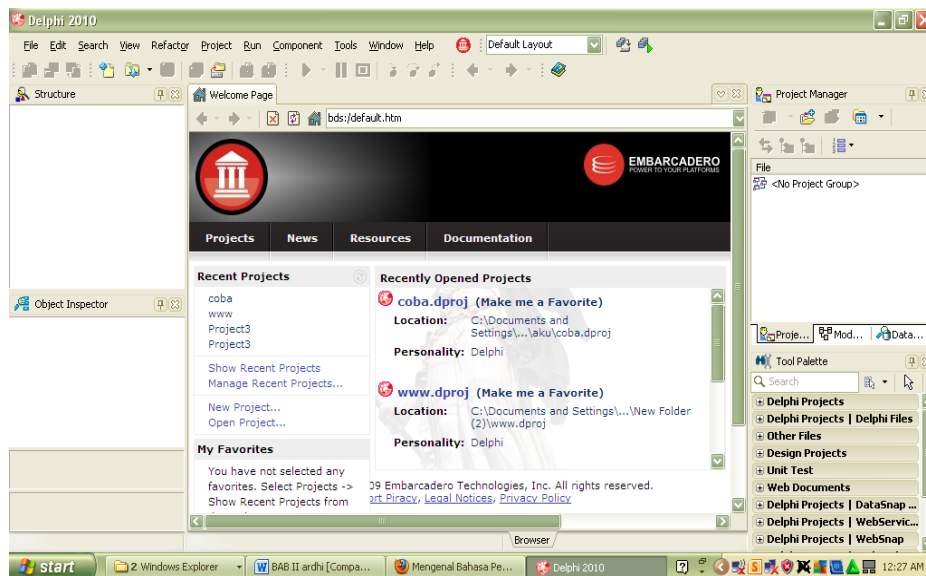 Delphi 2010
File Edit Search View Refactor Project Run Component Tools Window Help Default Layout
Structure
Welcome Page
bds:/default.htm
EMBARCADERO
POWER TO YOUR PLATFORMS
Projects News Resources Documentation
Recent Projects
coba
www
Project3
Project3
Show Recent Projects
Manage Recent Projects...
New Project...
Open Project...
My Favorites
You have not selected any
favorites. Select Projects ->
Show Recent Projects from
Recently Opened Projects
coba.dproj (Make me a Favorite)
Location: C:\Documents and
Settings\...\aku\coba.dproj
Personality: Delphi
www.dproj (Make me a Favorite)
Location: C:\Documents and Settings\...\New Folder
(2)\www.dproj
Personality: Delphi
09 Embarcadero Technologies, Inc. All rights reserved.
ort Piracy, Legal Notices, Privacy Policy
Browser
Object Inspector
Project Manager
File
<No Project Group>
Proje... Mod... Data...
Tool Palette
Search
Delphi Projects
Delphi Projects | Delphi Files
Other Files
Design Projects
Unit Test
Web Documents
Delphi Projects | DataSnap ...
Delphi Projects | WebServic...
Delphi Projects | WebSnap
start 2 Windows Explorer BAB II ardhi [Compa... Mengenal Bahasa Pe... Delphi 2010 12:27 AM